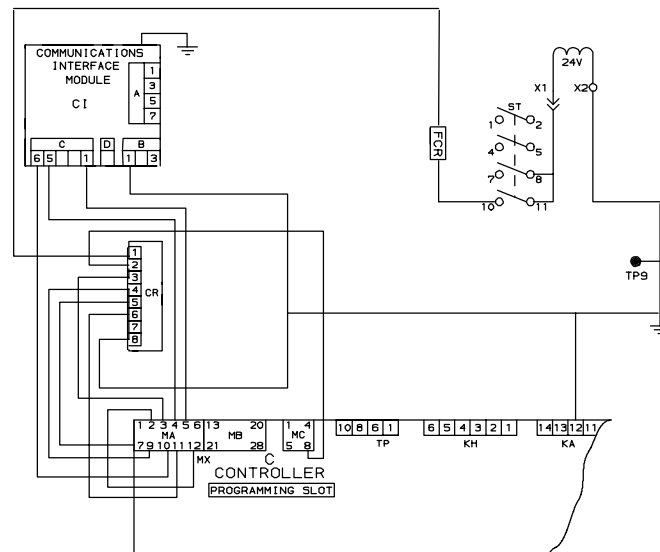 COMMUNICATIONS
INTERFACE
MODULE
CI
A
1
3
5
7
C
D
B
6 5 1
1 3
24V
X1
X2
ST
1 2
4 5
7 8
10 11
FCR
TP9
CR
1
2
3
4
5
6
7
8
1 2 3 4 5 6 13 20
MA MB
7 9 10 11 12 21 28
MX
1 4
MC
5 8
10 8 6 1
TP
6 5 4 3 2 1
KH
14 13 12 11
KA
C
CONTROLLER
PROGRAMMING SLOT